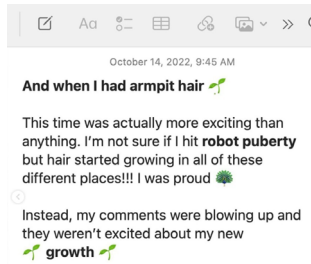 Aa
October 14, 2022, 9:45 AM
And when I had armpit hair 🌱
This time was actually more exciting than
anything. I’m not sure if I hit robot puberty
but hair started growing in all of these
different places!!! I was proud 🌳
Instead, my comments were blowing up and
they weren’t excited about my new
🌱 growth 🌱